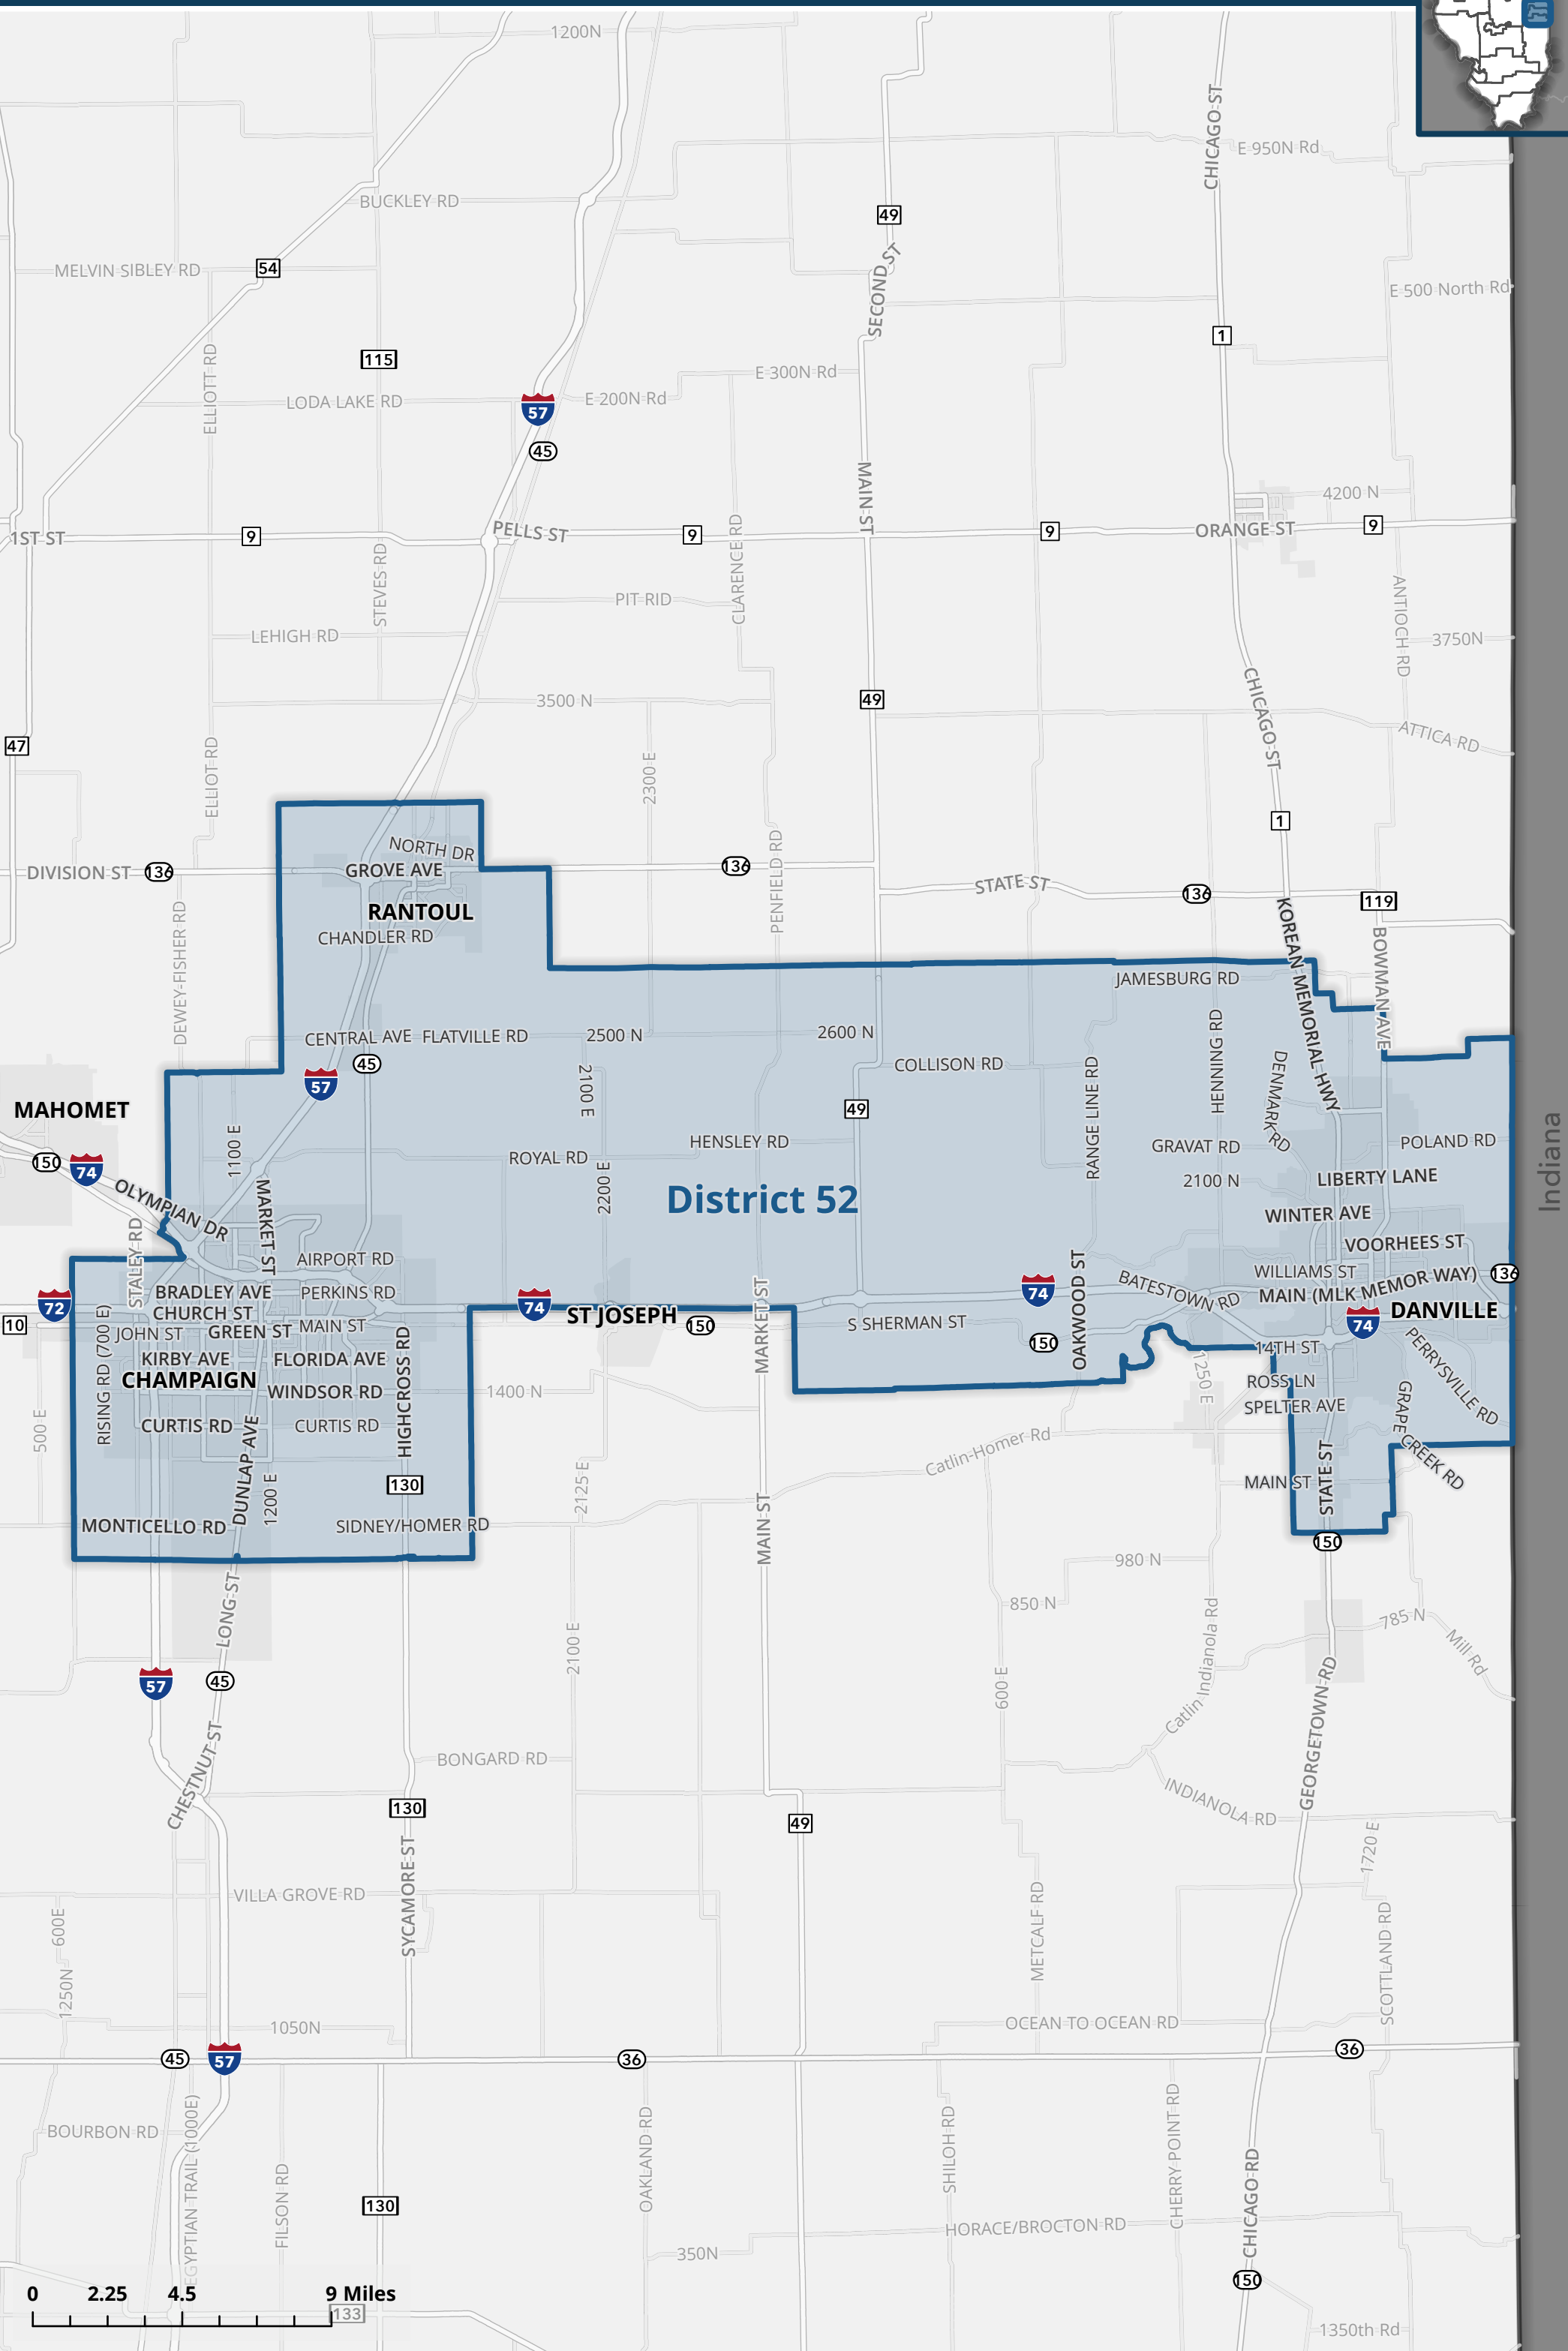 1200N
CHICAGO ST
E 950N Rd
BUCKLEY RD
49
SECOND ST
MELVIN SIBLEY RD
54
E 500 North Rd
1
ELLIOTT RD
115
E 300N Rd
LODA LAKE RD
57
E 200N Rd
45
MAIN ST
4200 N
1ST ST
9
PELLS ST
9
9
ORANGE ST
9
STEVES RD
CLARENCE RD
PIT RID
ANTIOCH RD
LEHIGH RD
3750N
3500 N
49
CHICAGO ST
47
ELLIOT RD
2300 E
ATTICA RD
1
NORTH DR
DIVISION ST
136
GROVE AVE
136
PENFIELD RD
STATE ST
136
119
RANTOUL
CHANDLER RD
DEWEY-FISHER RD
KOREAN MEMORIAL HWY
BOWMAN AVE
JAMESBURG RD
CENTRAL AVE
FLATVILLE RD
2500 N
2600 N
HENNING RD
45
57
2100 E
COLLISON RD
RANGE LINE RD
DENMARK RD
MAHOMET
49
1100 E
HENSLEY RD
GRAVAT RD
POLAND RD
Indiana
150
74
ROYAL RD
2200 E
2100 N
LIBERTY LANE
OLYMPIAN DR
MARKET ST
District 52
WINTER AVE
STALEY RD
AIRPORT RD
VOORHEES ST
OAKWOOD ST
WILLIAMS ST
136
72
BRADLEY AVE
PERKINS RD
74
MARKET ST
74
BATESTOWN RD
MAIN (MLK MEMOR WAY)
10
CHURCH ST
ST JOSEPH
150
S SHERMAN ST
DANVILLE
JOHN ST
GREEN ST
MAIN ST
74
RISING RD (700 E)
150
14TH ST
PERRYSVILLE RD
KIRBY AVE
FLORIDA AVE
HIGHCROSS RD
1250 E
CHAMPAIGN
WINDSOR RD
1400 N
ROSS LN
SPELTER AVE
GRAPE CREEK RD
500 E
CURTIS RD
CURTIS RD
Catlin-Homer Rd
DUNLAP AVE
1200 E
130
2125 E
MAIN ST
STATE ST
MONTICELLO RD
SIDNEY/HOMER RD
MAIN ST
150
980 N
LONG ST
850 N
785 N
2100 E
Catlin Indianola Rd
Mill Rd
57
45
600 E
GEORGETOWN RD
CHESTNUT ST
BONGARD RD
130
49
INDIANOLA RD
1720 E
SYCAMORE ST
VILLA GROVE RD
600E
METCALF RD
SCOTTLAND RD
1250N
1050N
OCEAN TO OCEAN RD
45
57
36
36
BOURBON RD
EGYPTIAN TRAIL (1000E)
FILSON RD
130
OAKLAND RD
SHILOH RD
CHERRY POINT RD
CHICAGO RD
HORACE/BROCTON RD
350N
150
0 2.25 4.5 9 Miles
133
1350th Rd